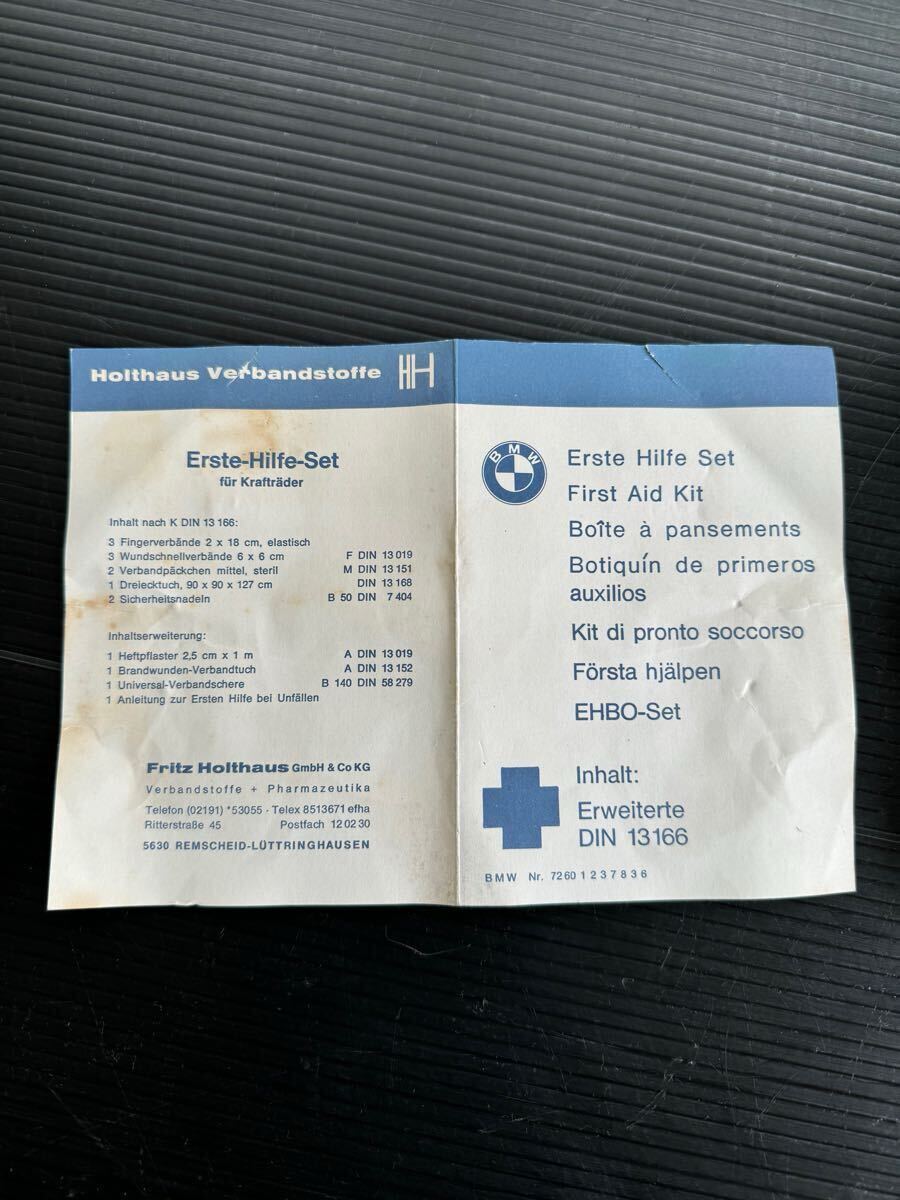 Holthaus Verbandstoffe HH
Erste-Hilfe-Set
für Krafträder
Inhalt nach K DIN 13 166:
3 Fingerverbände 2 x 18 cm, elastisch
3 Wundschnellverbände 6 x 6 cm F DIN 13 019
2 Verbandpäckchen mittel, steril M DIN 13 151
1 Dreiecktuch, 90 x 90 x 127 cm DIN 13 168
2 Sicherheitsnadeln B 50 DIN 7 404
Inhaltserweiterung:
1 Heftpflaster 2,5 cm x 1 m A DIN 13 019
1 Brandwunden-Verbandtuch A DIN 13 152
1 Universal-Verbandschere B 140 DIN 58 279
1 Anleitung zur Ersten Hilfe bei Unfällen
Fritz Holthaus GmbH & Co KG
Verbandstoffe + Pharmazeutika
Telefon (02191) *53055 · Telex 8513671 efha
Ritterstraße 45 Postfach 12 02 30
5630 REMSCHEID-LÜTTRINGHAUSEN
BMW
Erste Hilfe Set
First Aid Kit
Boîte à pansements
Botiquín de primeros
auxilios
Kit di pronto soccorso
Första hjälpen
EHBO-Set
Inhalt:
Erweiterte
DIN 13166
BMW Nr. 7260 1 237 836